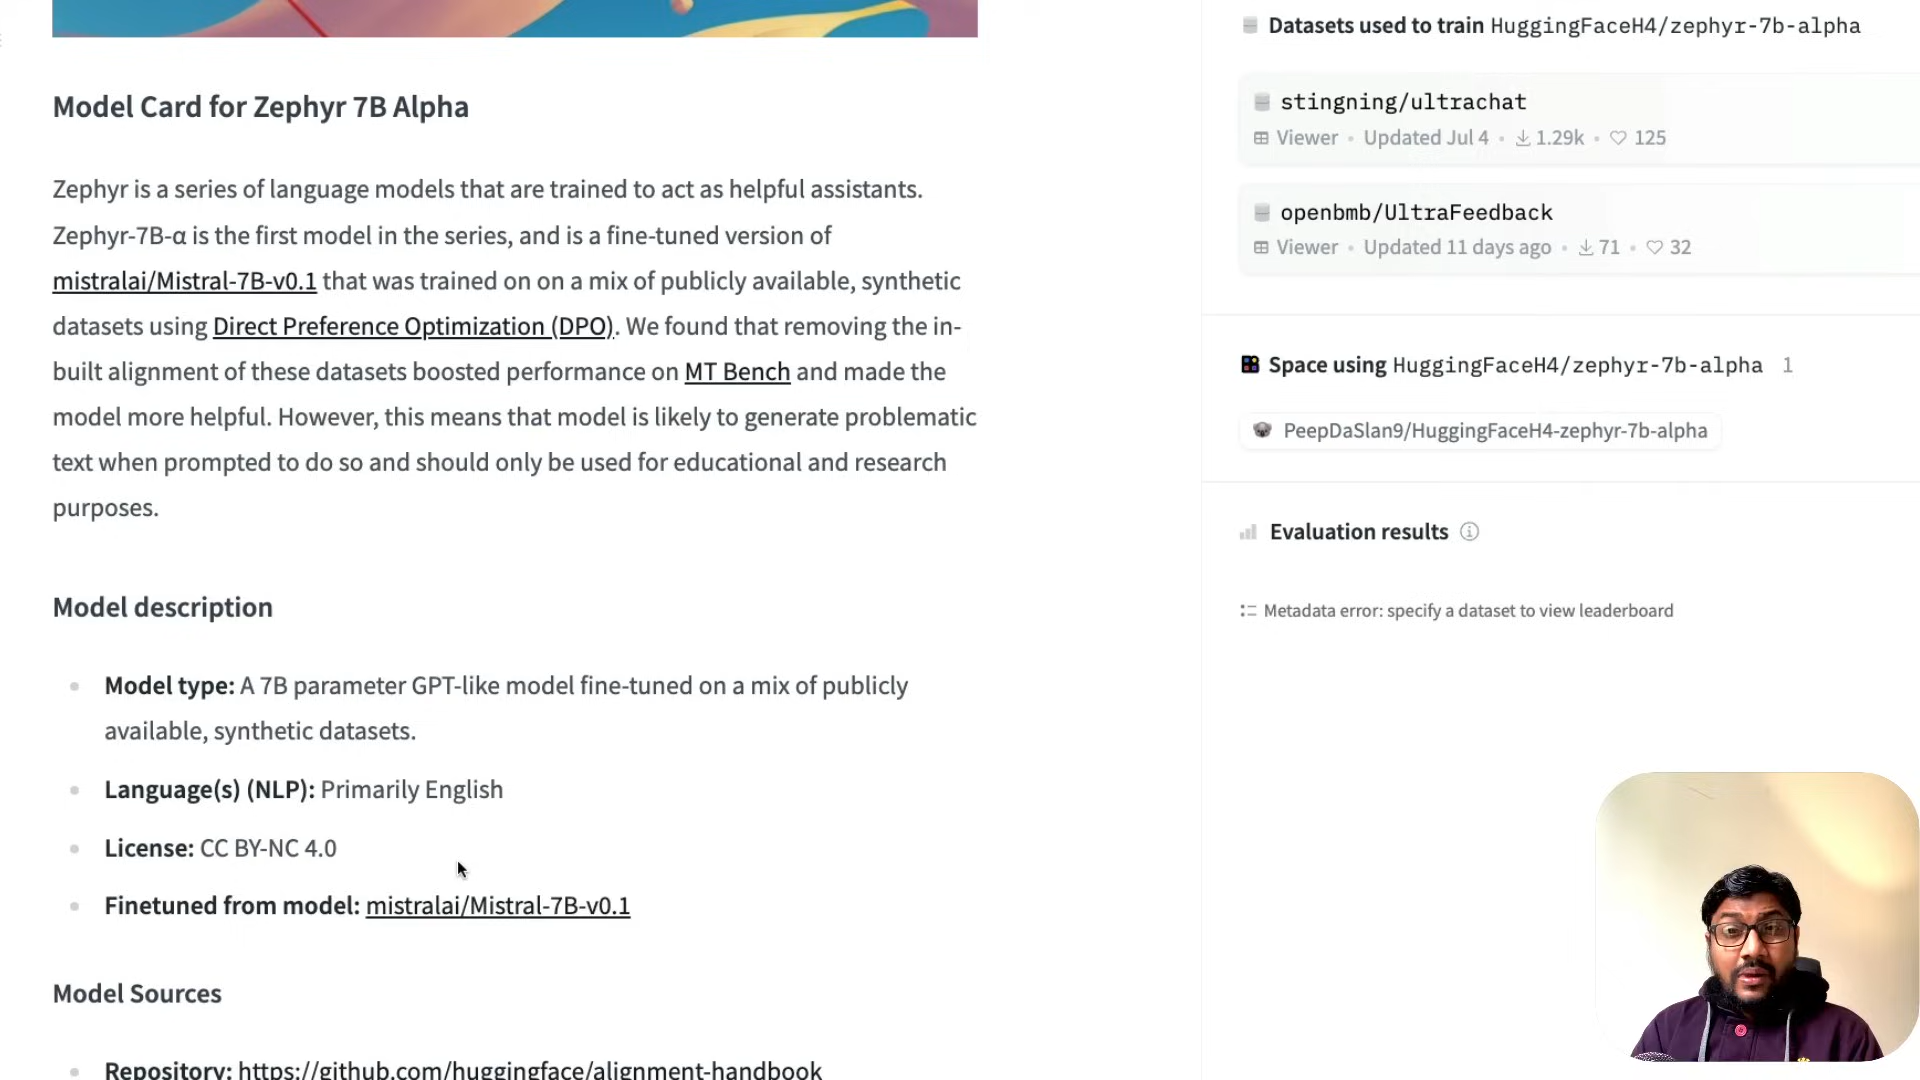 Model Card for Zephyr 7B Alpha
Zephyr is a series of language models that are trained to act as helpful assistants.
Zephyr-7B-α is the first model in the series, and is a fine-tuned version of
mistralai/Mistral-7B-v0.1 that was trained on on a mix of publicly available, synthetic
datasets using Direct Preference Optimization (DPO). We found that removing the in-
built alignment of these datasets boosted performance on MT Bench and made the
model more helpful. However, this means that model is likely to generate problematic
text when prompted to do so and should only be used for educational and research
purposes.
Model description
Model type: A 7B parameter GPT-like model fine-tuned on a mix of publicly
available, synthetic datasets.
Language(s) (NLP): Primarily English
License: CC BY-NC 4.0
Finetuned from model: mistralai/Mistral-7B-v0.1
Model Sources
Repository: https://github.com/huggingface/alignment-handbook
Datasets used to train HuggingFaceH4/zephyr-7b-alpha
stingning/ultrachat
Viewer • Updated Jul 4 • 1.29k • 125
openbmb/UltraFeedback
Viewer • Updated 11 days ago • 71 • 32
Space using HuggingFaceH4/zephyr-7b-alpha 1
PeepDaSlan9/HuggingFaceH4-zephyr-7b-alpha
Evaluation results
Metadata error: specify a dataset to view leaderboard